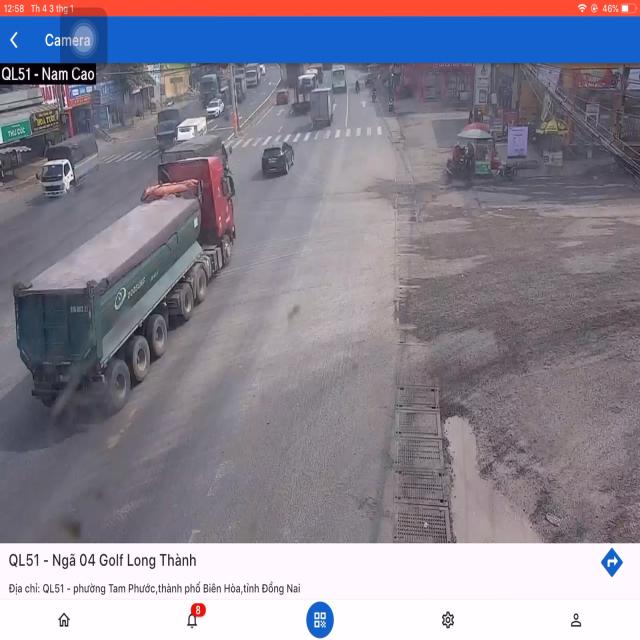 12:58 Th 4 3 thg 1
46%
Camera
QL51 - Nam Cao
THU CÚC
QL51 - Ngã 04 Golf Long Thành
Địa chỉ: QL51 - phường Tam Phước,thành phố Biên Hòa,tỉnh Đồng Nai
8